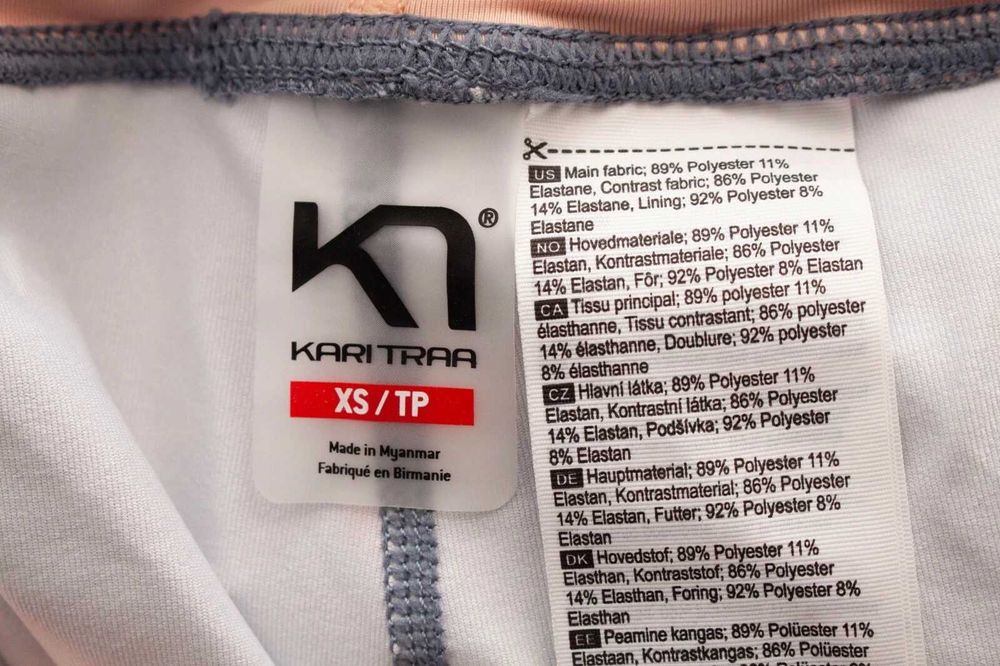 KARI TRAA
®
XS / TP
Made in Myanmar
Fabriqué en Birmanie
US Main fabric; 89% Polyester 11%
Elastane, Contrast fabric; 86% Polyester
14% Elastane, Lining; 92% Polyester 8%
Elastane
NO Hovedmateriale; 89% Polyester 11%
Elastan, Kontrastmateriale; 86% Polyester
14% Elastan, Fôr; 92% Polyester 8% Elastan
CA Tissu principal; 89% polyester 11%
élasthanne, Tissu contrastant; 86% polyester
14% élasthanne, Doublure; 92% polyester
8% élasthanne
CZ Hlavní látka; 89% Polyester 11%
Elastan, Kontrastní látka; 86% Polyester
14% Elastan, Podšívka; 92% Polyester
8% Elastan
DE Hauptmaterial; 89% Polyester 11%
Elastan, Kontrastmaterial; 86% Polyester
14% Elastan, Futter; 92% Polyester 8%
Elastan
DK Hovedstof; 89% Polyester 11%
Elasthan, Kontraststof; 86% Polyester
14% Elasthan, Foring; 92% Polyester 8%
Elasthan
EE Peamine kangas; 89% Polüester 11%
Elastaan, Kontrastkangas; 86% Polüester